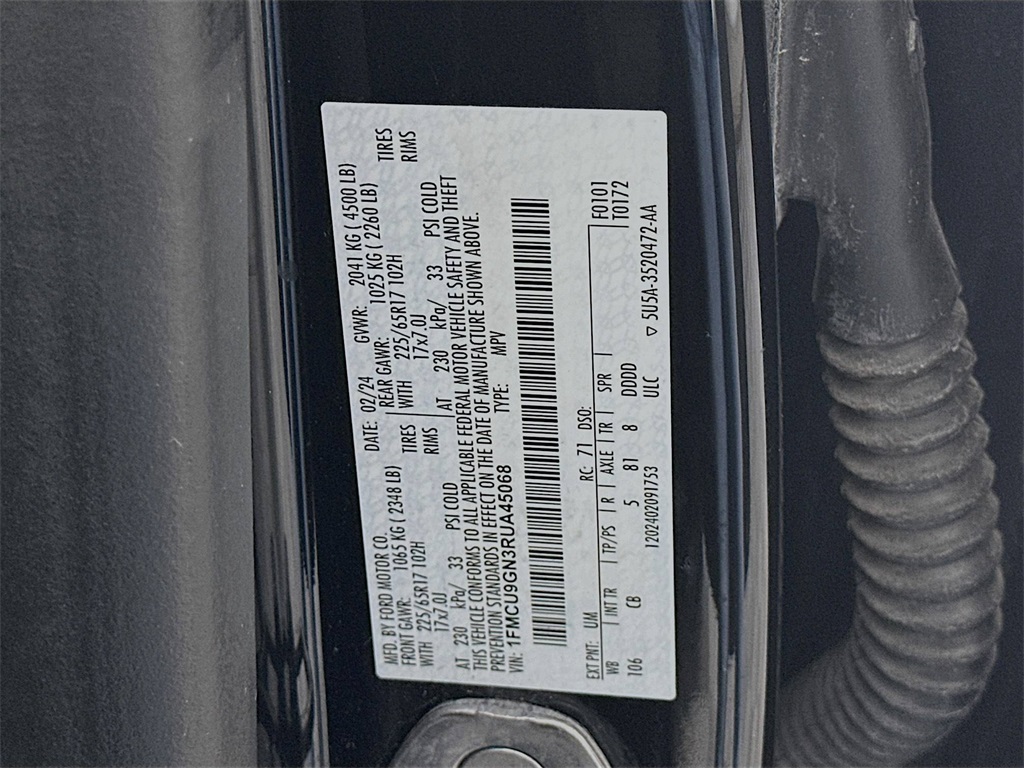 MFD. BY FORD MOTOR CO.
DATE: 02/24 GVWR: 2041 KG ( 4500 LB)
FRONT GAWR: 1065 KG ( 2348 LB) REAR GAWR: 1025 KG ( 2260 LB)
WITH 225/65R17 102H TIRES WITH 225/65R17 102H TIRES
17x7.0J RIMS 17x7.0J RIMS
AT 230 kPa/ 33 PSI COLD AT 230 kPa/ 33 PSI COLD
THIS VEHICLE CONFORMS TO ALL APPLICABLE FEDERAL MOTOR VEHICLE SAFETY AND THEFT
PREVENTION STANDARDS IN EFFECT ON THE DATE OF MANUFACTURE SHOWN ABOVE.
VIN: 1FMCU9GN3RUA45068 TYPE: MPV
EXT PNT: UM RC: 71 DSO: F0101
WB INT TR TP/PS R AXLE TR SPR T0172
106 CB 5 81 8 DDDD
1202402091753 ULC ▽ 5U5A-3520472-AA